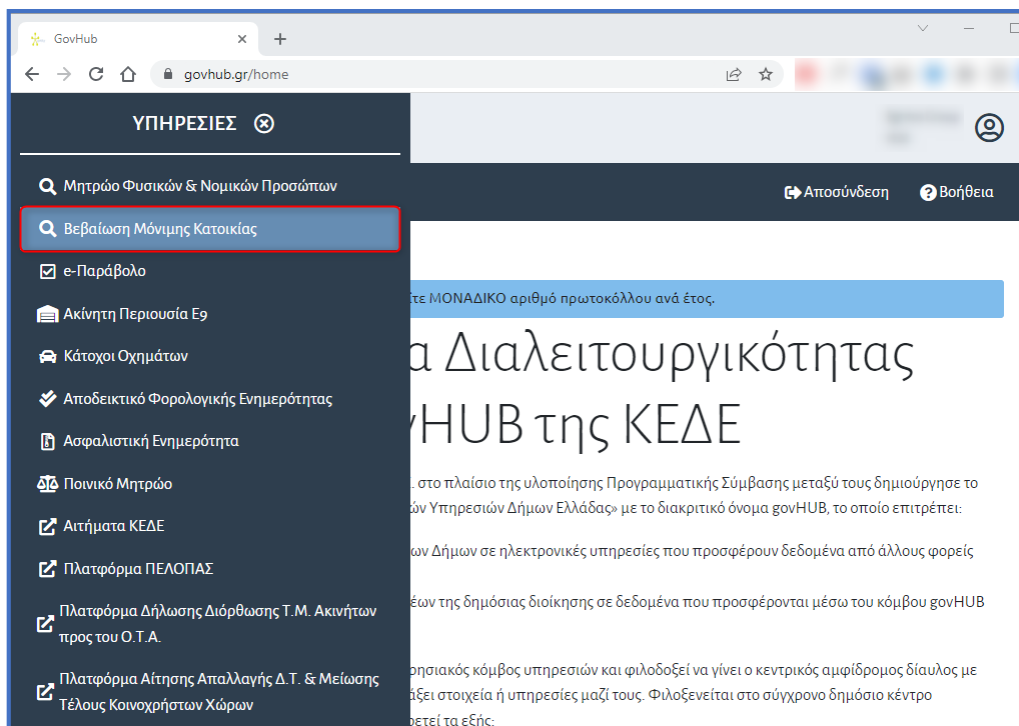 GovHub
govhub.gr/home
ΥΠΗΡΕΣΙΕΣ
Μητρώο Φυσικών & Νομικών Προσώπων
Βεβαίωση Μόνιμης Κατοικίας
e-Παράβολο
Ακίνητη Περιουσία Ε9
Κάτοχοι Οχημάτων
Αποδεικτικό Φορολογικής Ενημερότητας
Ασφαλιστική Ενημερότητα
Ποινικό Μητρώο
Αιτήματα ΚΕΔΕ
Πλατφόρμα ΠΕΛΟΠΑΣ
Πλατφόρμα Δήλωσης Διόρθωσης Τ.Μ. Ακινήτων
προς του Ο.Τ.Α.
Πλατφόρμα Αίτησης Απαλλαγής Δ.Τ. & Μείωσης
Τέλους Κοινοχρήστων Χώρων
Αποσύνδεση
Βοήθεια
ΜΟΝΑΔΙΚΟ αριθμό πρωτοκόλλου ανά έτος.
α Διαλειτουργικότητας
HUB της ΚΕΔΕ
στο πλαίσιο της υλοποίησης Προγραμματικής Σύμβασης μεταξύ τους δημιούργησε το
ών Υπηρεσιών Δήμων Ελλάδας» με το διακριτικό όνομα govHUB, το οποίο επιτρέπει:
ων Δήμων σε ηλεκτρονικές υπηρεσίες που προσφέρουν δεδομένα από άλλους φορείς
έων της δημόσιας διοίκησης σε δεδομένα που προσφέρονται μέσω του κόμβου govHUB
ρησιακός κόμβος υπηρεσιών και φιλοδοξεί να γίνει ο κεντρικός αμφίδρομος δίαυλος με
άξει στοιχεία ή υπηρεσίες μαζί τους. Φιλοξενείται στο σύγχρονο δημόσιο κέντρο
ρετεί τα εξής: